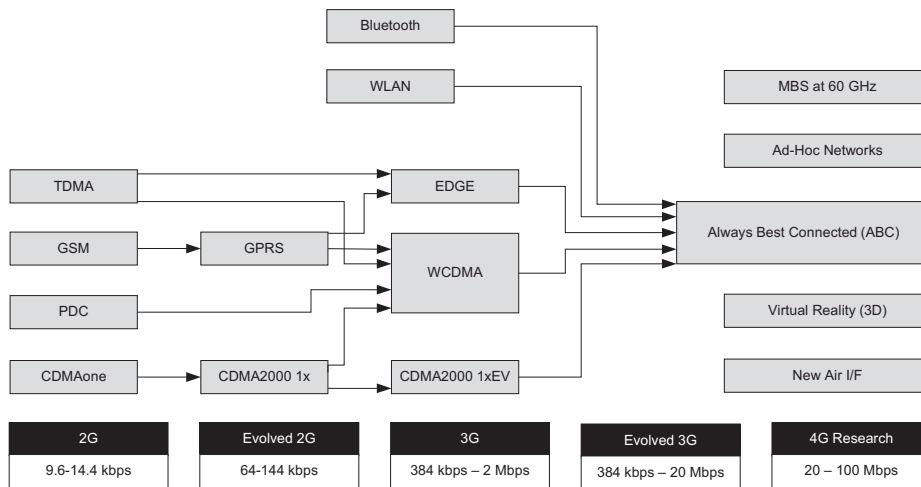 Bluetooth
WLAN
MBS at 60 GHz
Ad-Hoc Networks
TDMA
EDGE
Always Best Connected (ABC)
GSM
GPRS
WCDMA
PDC
Virtual Reality (3D)
CDMAone
CDMA2000 1x
CDMA2000 1xEV
New Air I/F
2G
Evolved 2G
3G
Evolved 3G
4G Research
9.6-14.4 kbps
64-144 kbps
384 kbps – 2 Mbps
384 kbps – 20 Mbps
20 – 100 Mbps